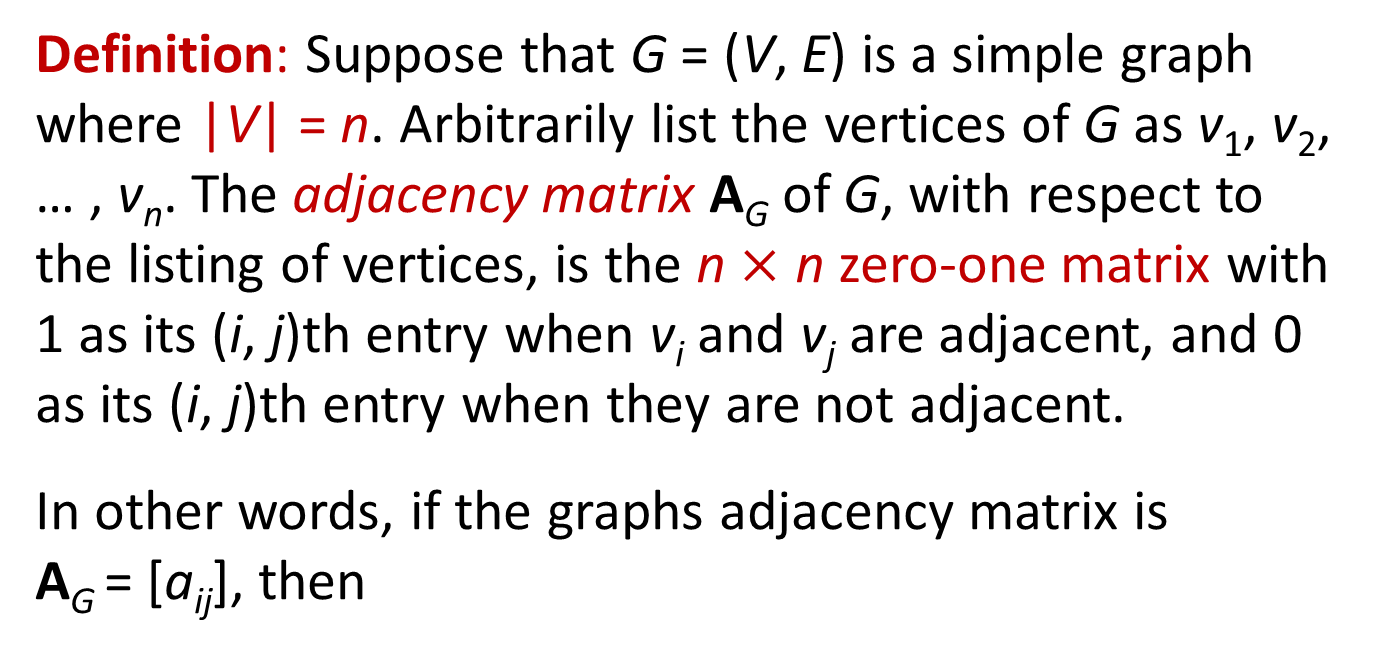 Definition: Suppose that G = (V, E) is a simple graph
where |V| = n. Arbitrarily list the vertices of G as v₁, v₂,
… , vₙ. The adjacency matrix A_G of G, with respect to
the listing of vertices, is the n × n zero-one matrix with
1 as its (i, j)th entry when vᵢ and vⱼ are adjacent, and 0
as its (i, j)th entry when they are not adjacent.
In other words, if the graphs adjacency matrix is
A_G = [aᵢⱼ], then